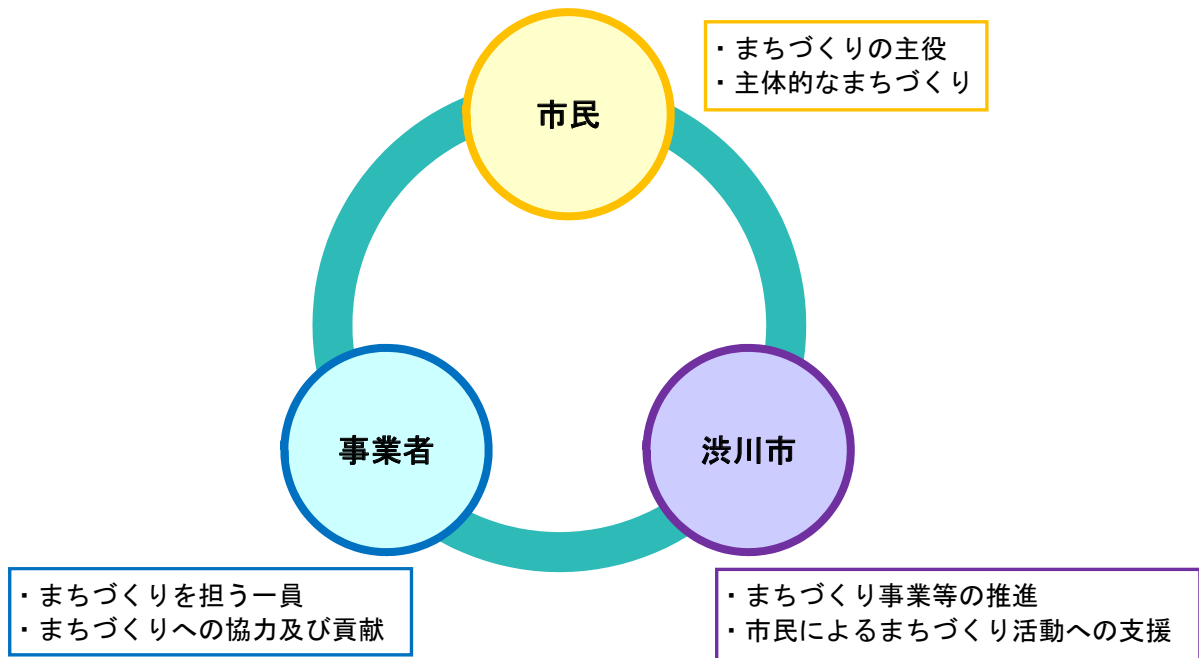 市民
・まちづくりの主役
・主体的なまちづくり
事業者
・まちづくりを担う一員
・まちづくりへの協力及び貢献
渋川市
・まちづくり事業等の推進
・市民によるまちづくり活動への支援